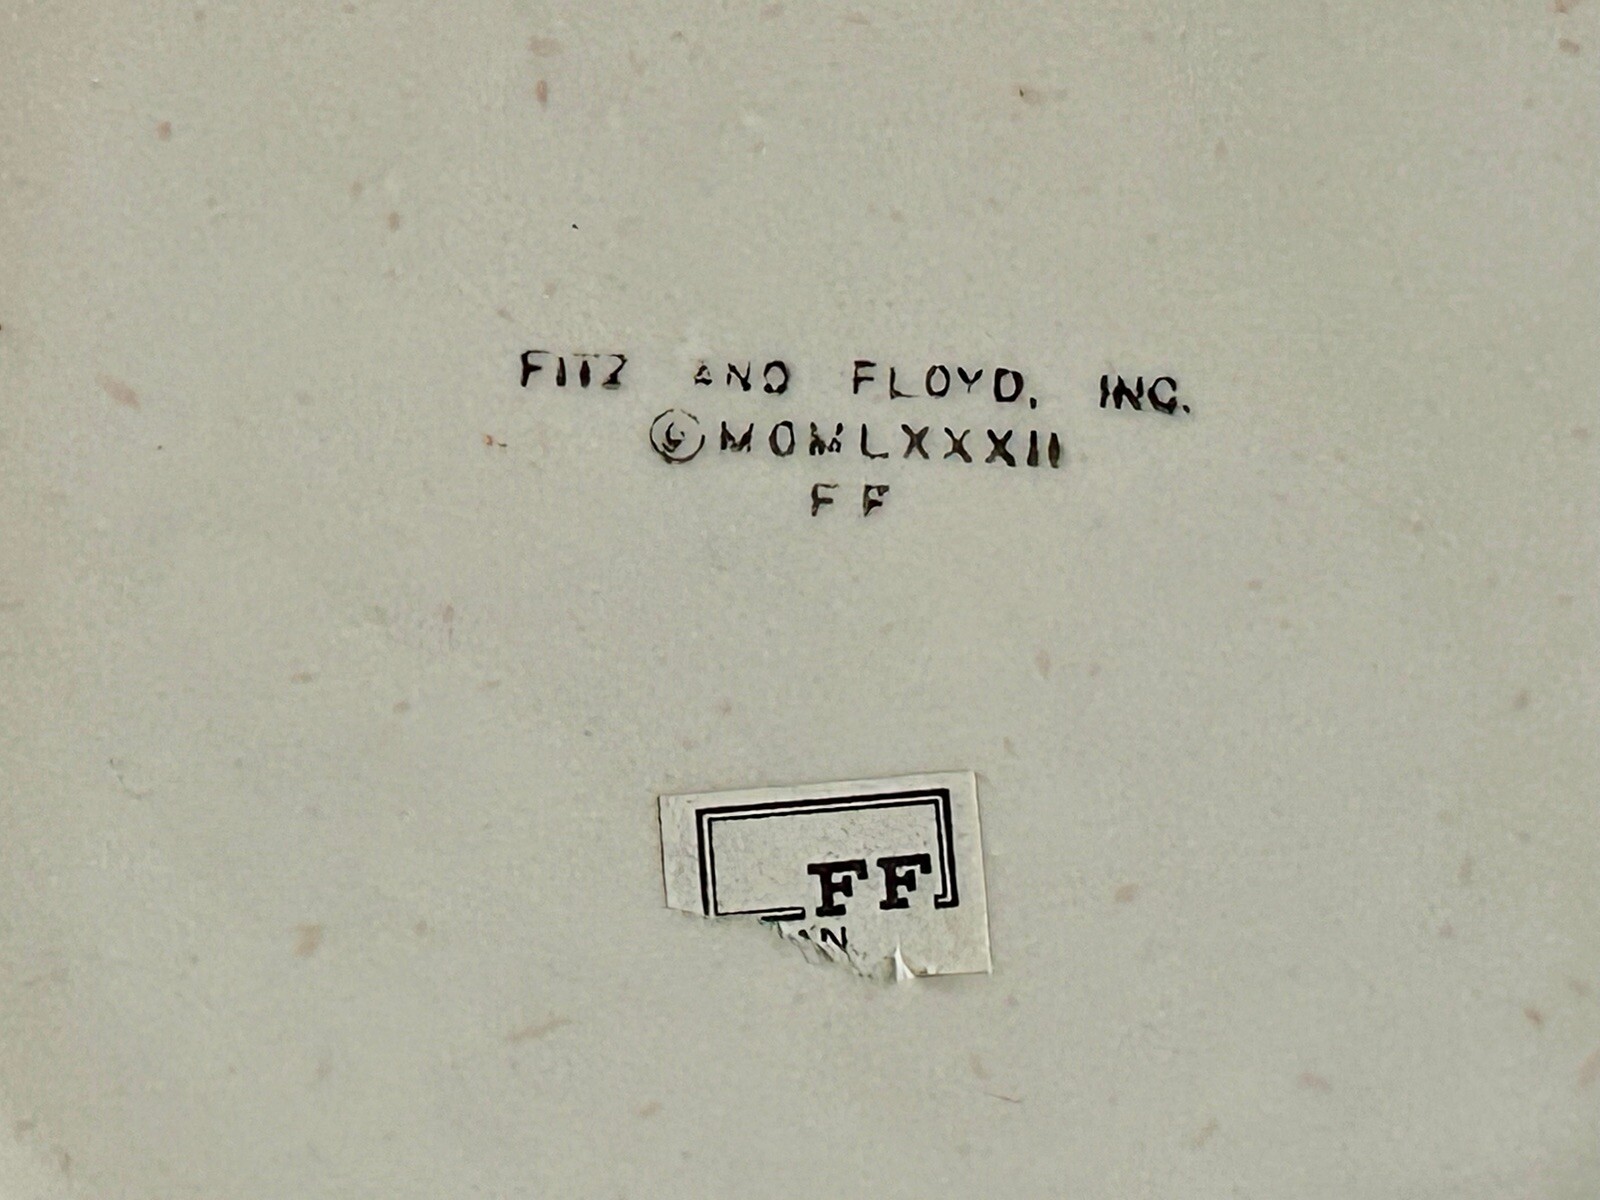 FITZ AND FLOYD, INC.
© MCMLXXXII
FF
FF